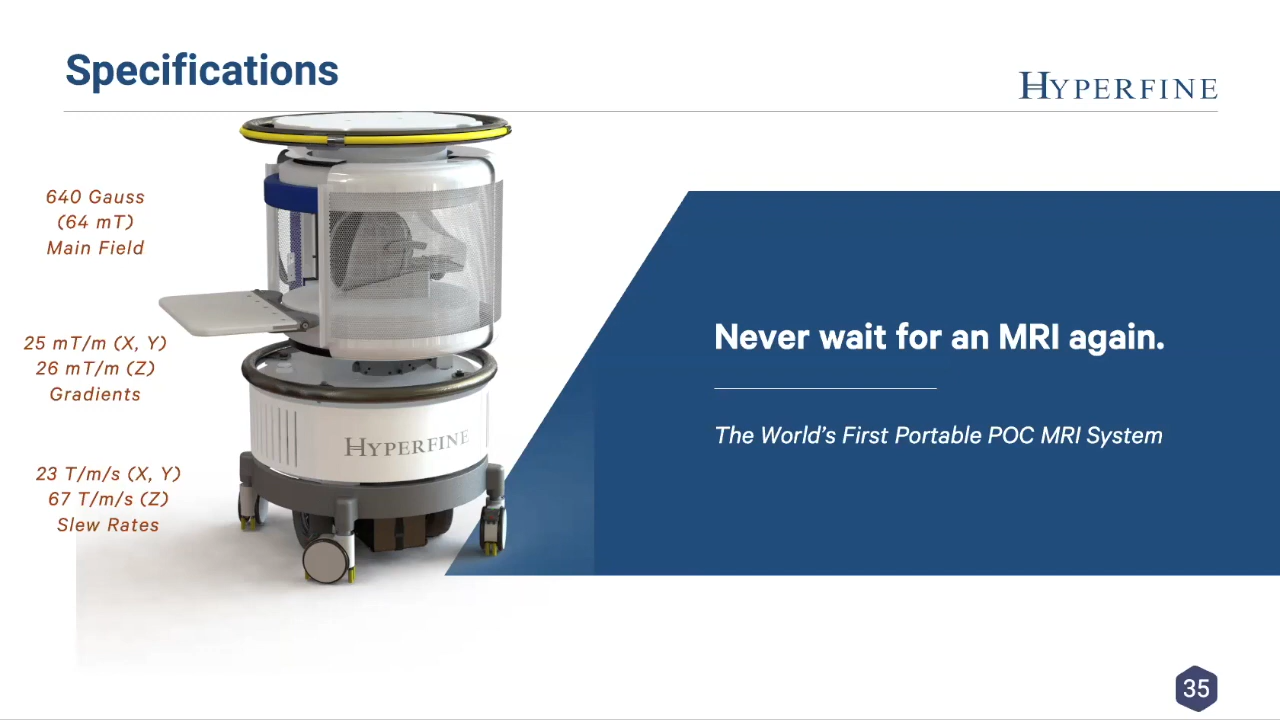 Specifications
HYPERFINE
640 Gauss
(64 mT)
Main Field
25 mT/m (X, Y)
26 mT/m (Z)
Gradients
23 T/m/s (X, Y)
67 T/m/s (Z)
Slew Rates
HYPERFINE
Never wait for an MRI again.
The World’s First Portable POC MRI System
35